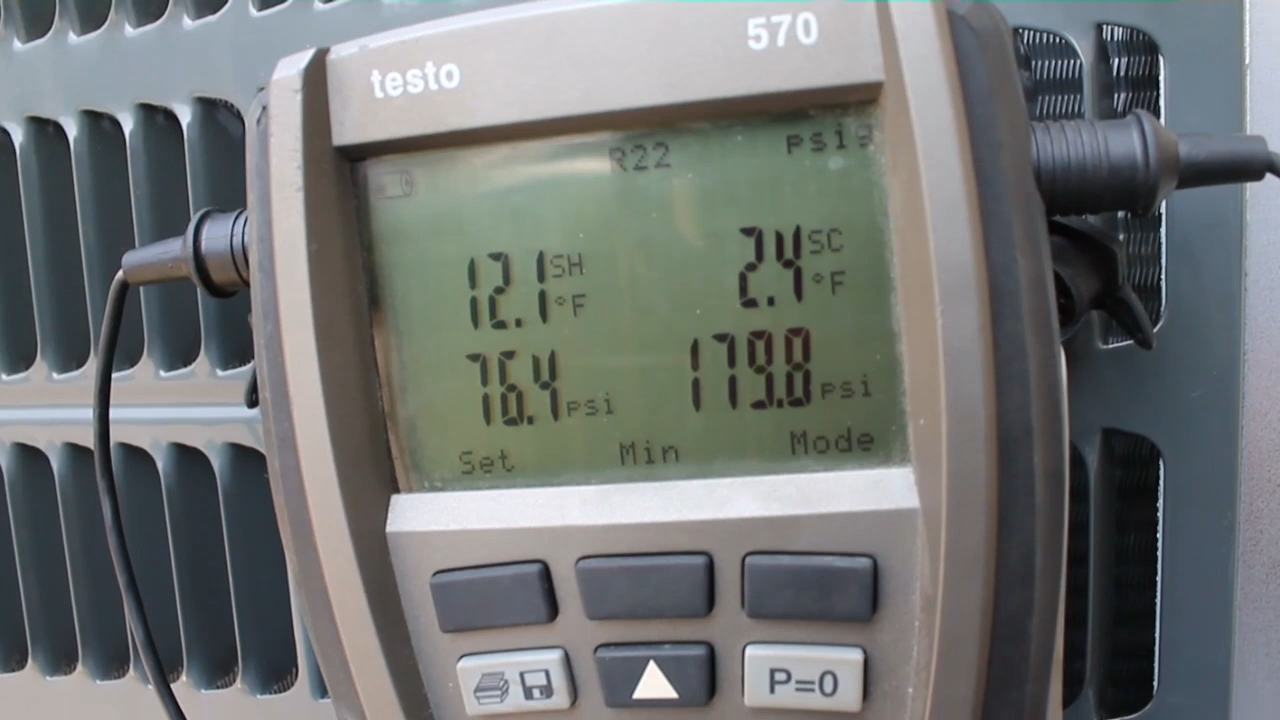 testo 570
R22 psig
12.1 SH °F 2.4 SC °F
76.4 psi 179.8 psi
Set Min Mode
P=0